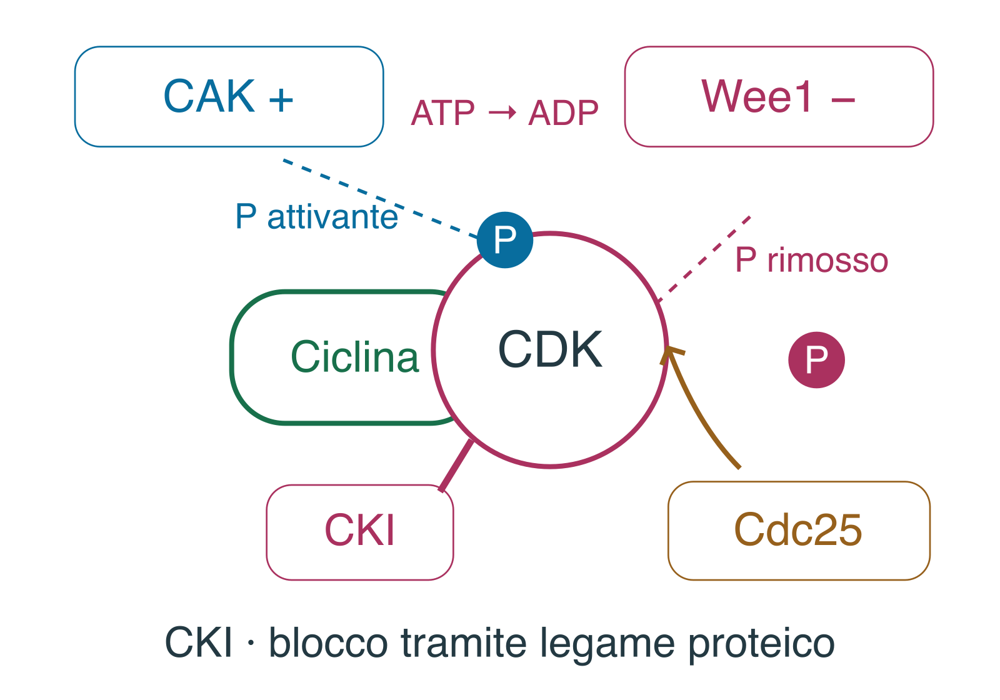 CAK +
ATP → ADP
Wee1 –
P attivante
P
P rimosso
Ciclina
CDK
P
CKI
Cdc25
CKI · blocco tramite legame proteico